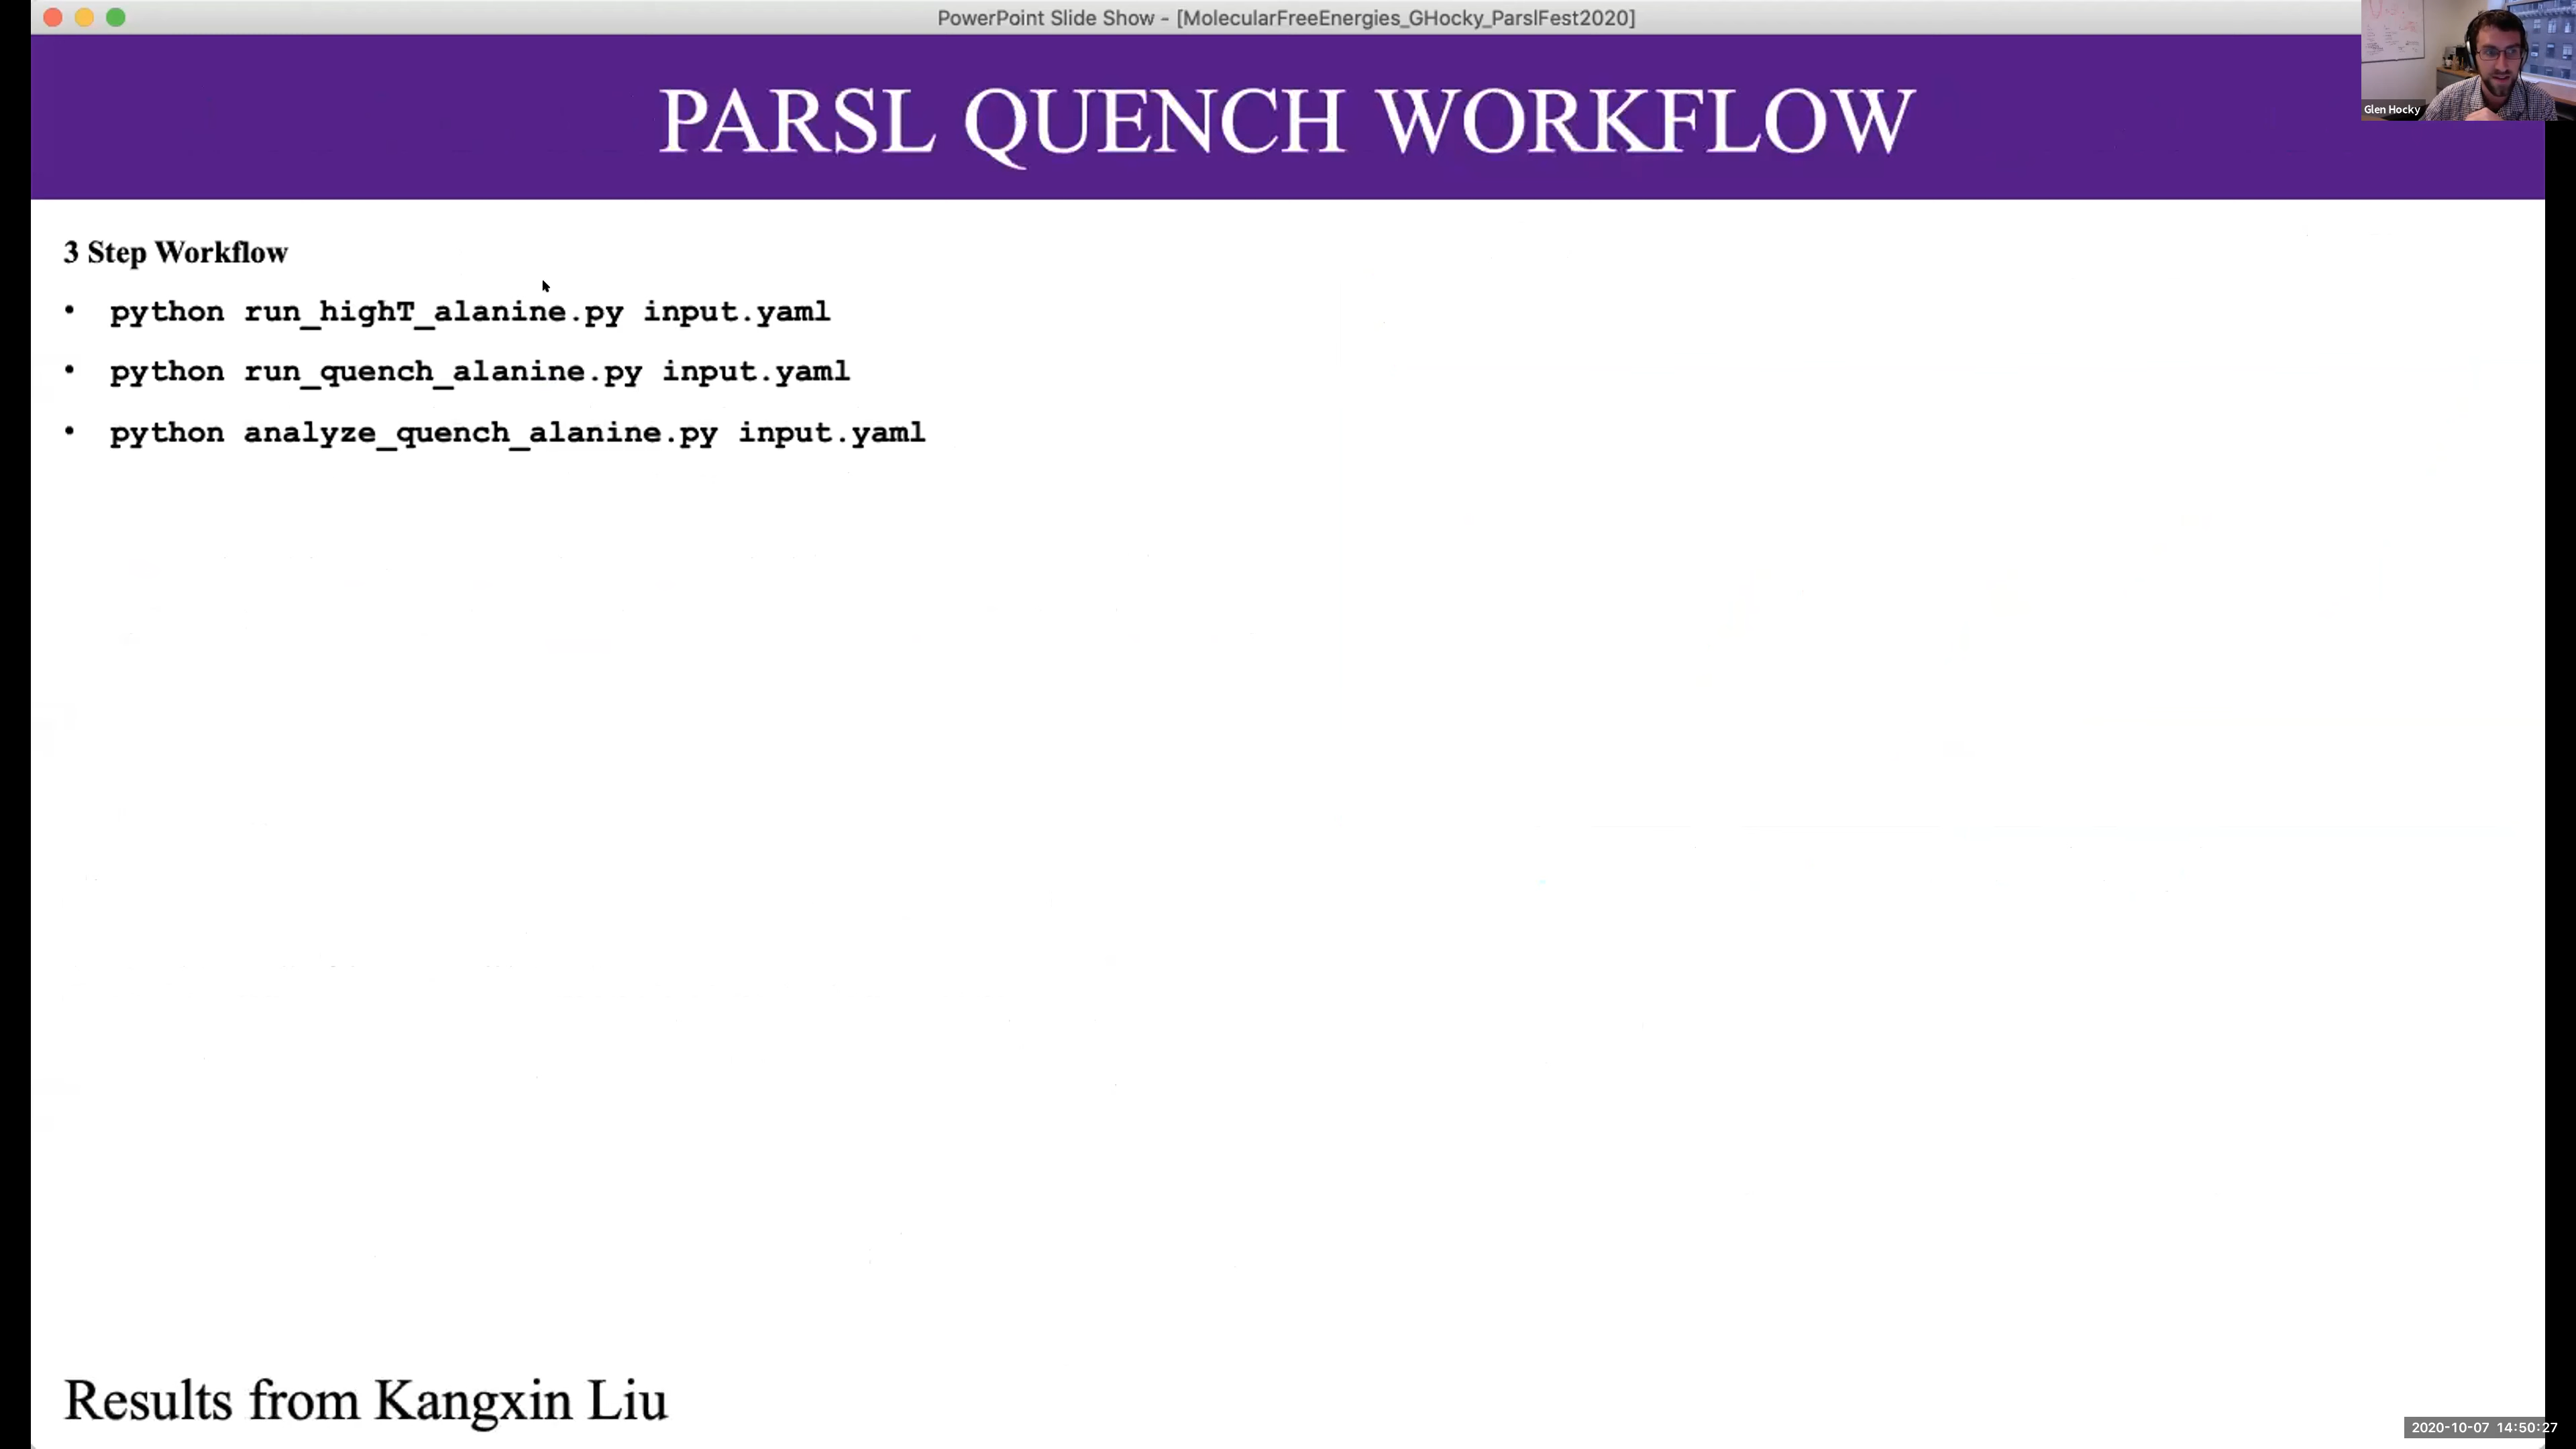 PowerPoint Slide Show - [MolecularFreeEnergies_GHocky_ParslFest2020]
PARSL QUENCH WORKFLOW
Glen Hocky
3 Step Workflow
• python run_highT_alanine.py input.yaml
• python run_quench_alanine.py input.yaml
• python analyze_quench_alanine.py input.yaml
Results from Kangxin Liu
2020-10-07 14:50:27